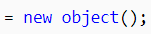 = new object();